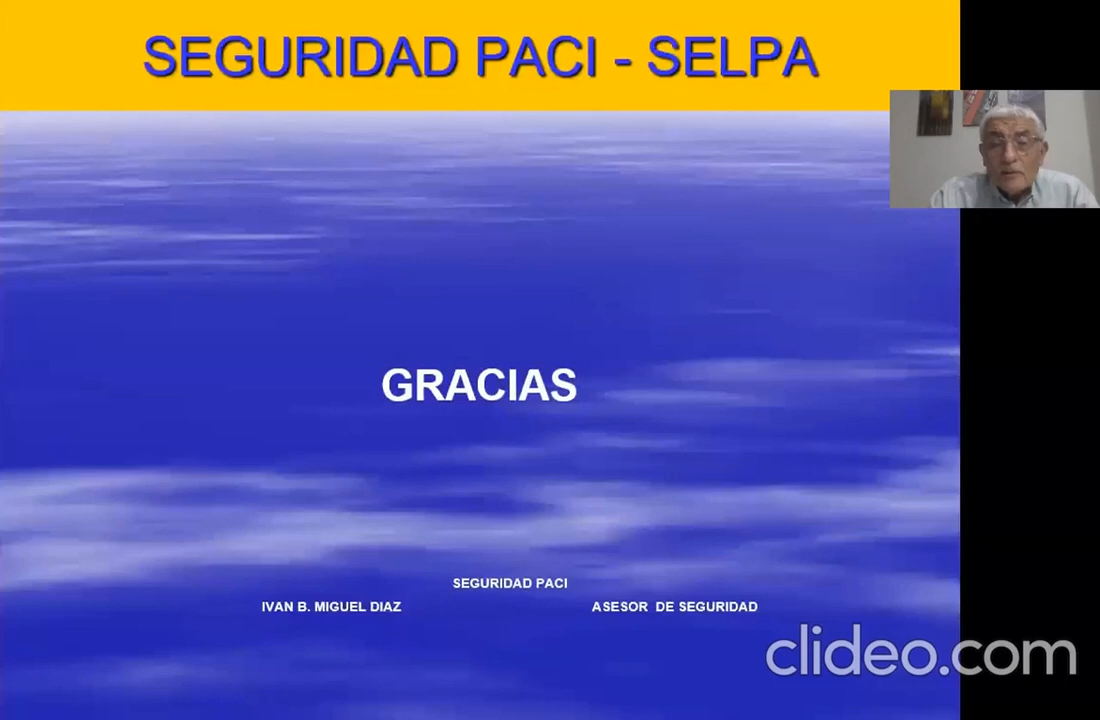 SEGURIDAD PACI - SELPA
GRACIAS
SEGURIDAD PACI
IVAN B. MIGUEL DIAZ ASESOR DE SEGURIDAD
clideo.com